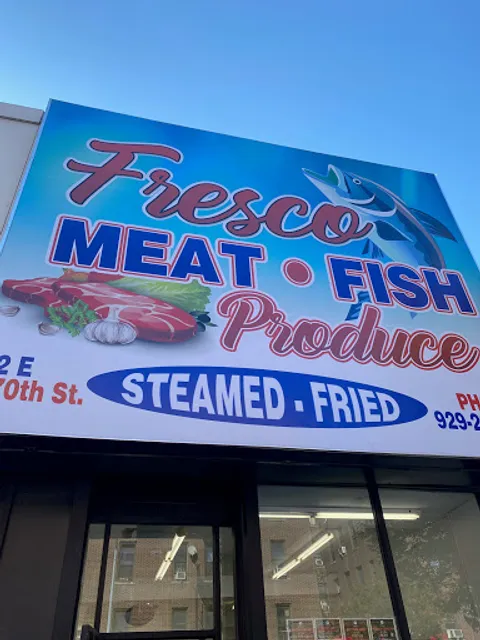 Fresco
MEAT • FISH
Produce
2 E
70th St.
STEAMED - FRIED
PH
929-2